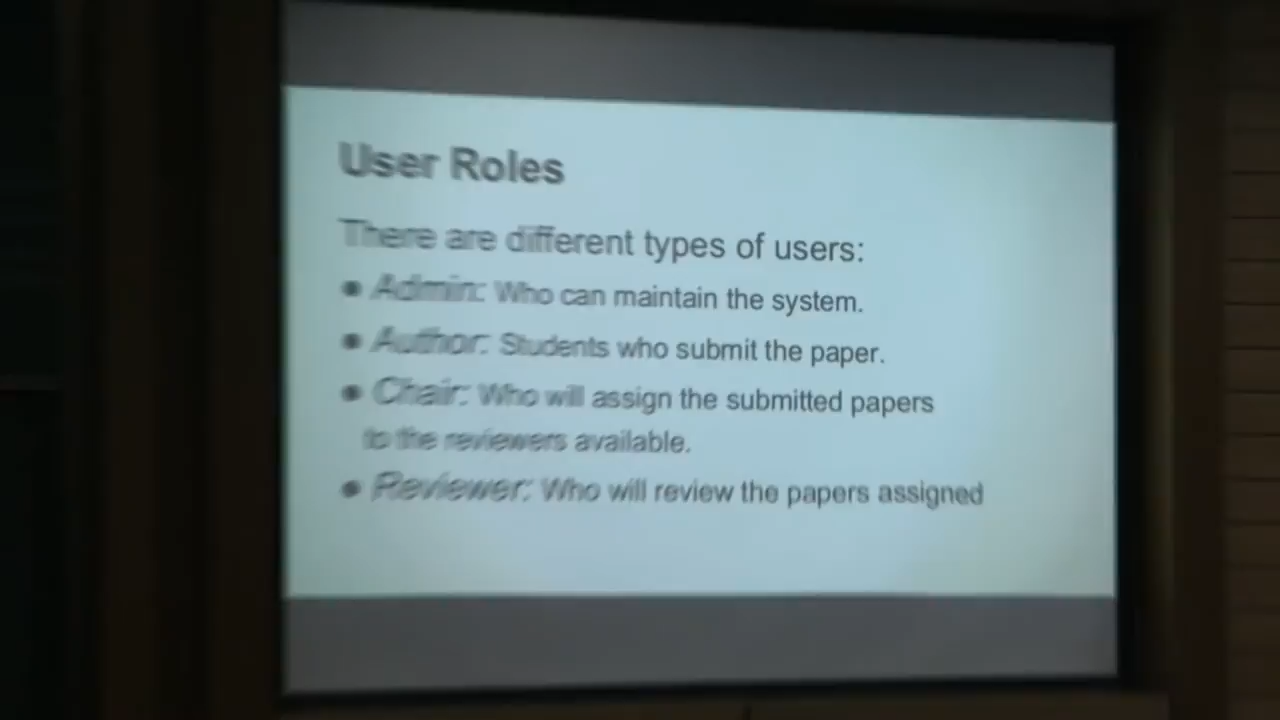 User Roles
There are different types of users:
● Admin: Who can maintain the system.
● Author: Students who submit the paper.
● Chair: Who will assign the submitted papers
to the reviewers available.
● Reviewer: Who will review the papers assigned